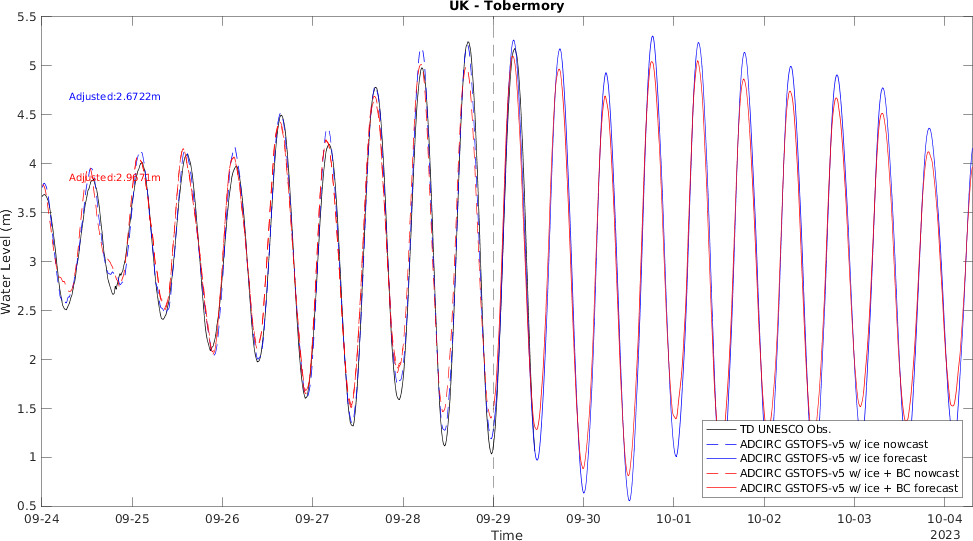 UK - Tobermory
5.5
5
4.5
4
3.5
3
2.5
2
1.5
1
0.5
Water Level (m)
Adjusted:2.6722m
Adjusted:2.9671m
TD UNESCO Obs.
ADCIRC GSTOFS-v5 w/ ice nowcast
ADCIRC GSTOFS-v5 w/ ice forecast
ADCIRC GSTOFS-v5 w/ ice + BC nowcast
ADCIRC GSTOFS-v5 w/ ice + BC forecast
09-24 09-25 09-26 09-27 09-28 09-29 09-30 10-01 10-02 10-03 10-04
Time
2023